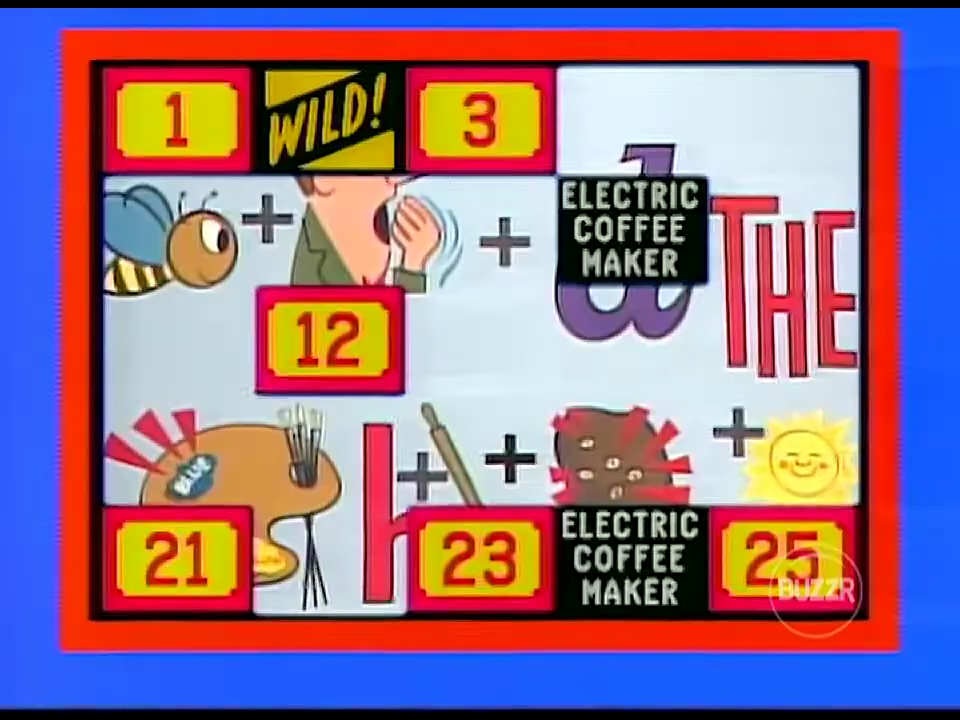 1
WILD!
3
ELECTRIC
COFFEE
MAKER
THE
12
BLUE
h
21
23
ELECTRIC
COFFEE
MAKER
25
BUZZR